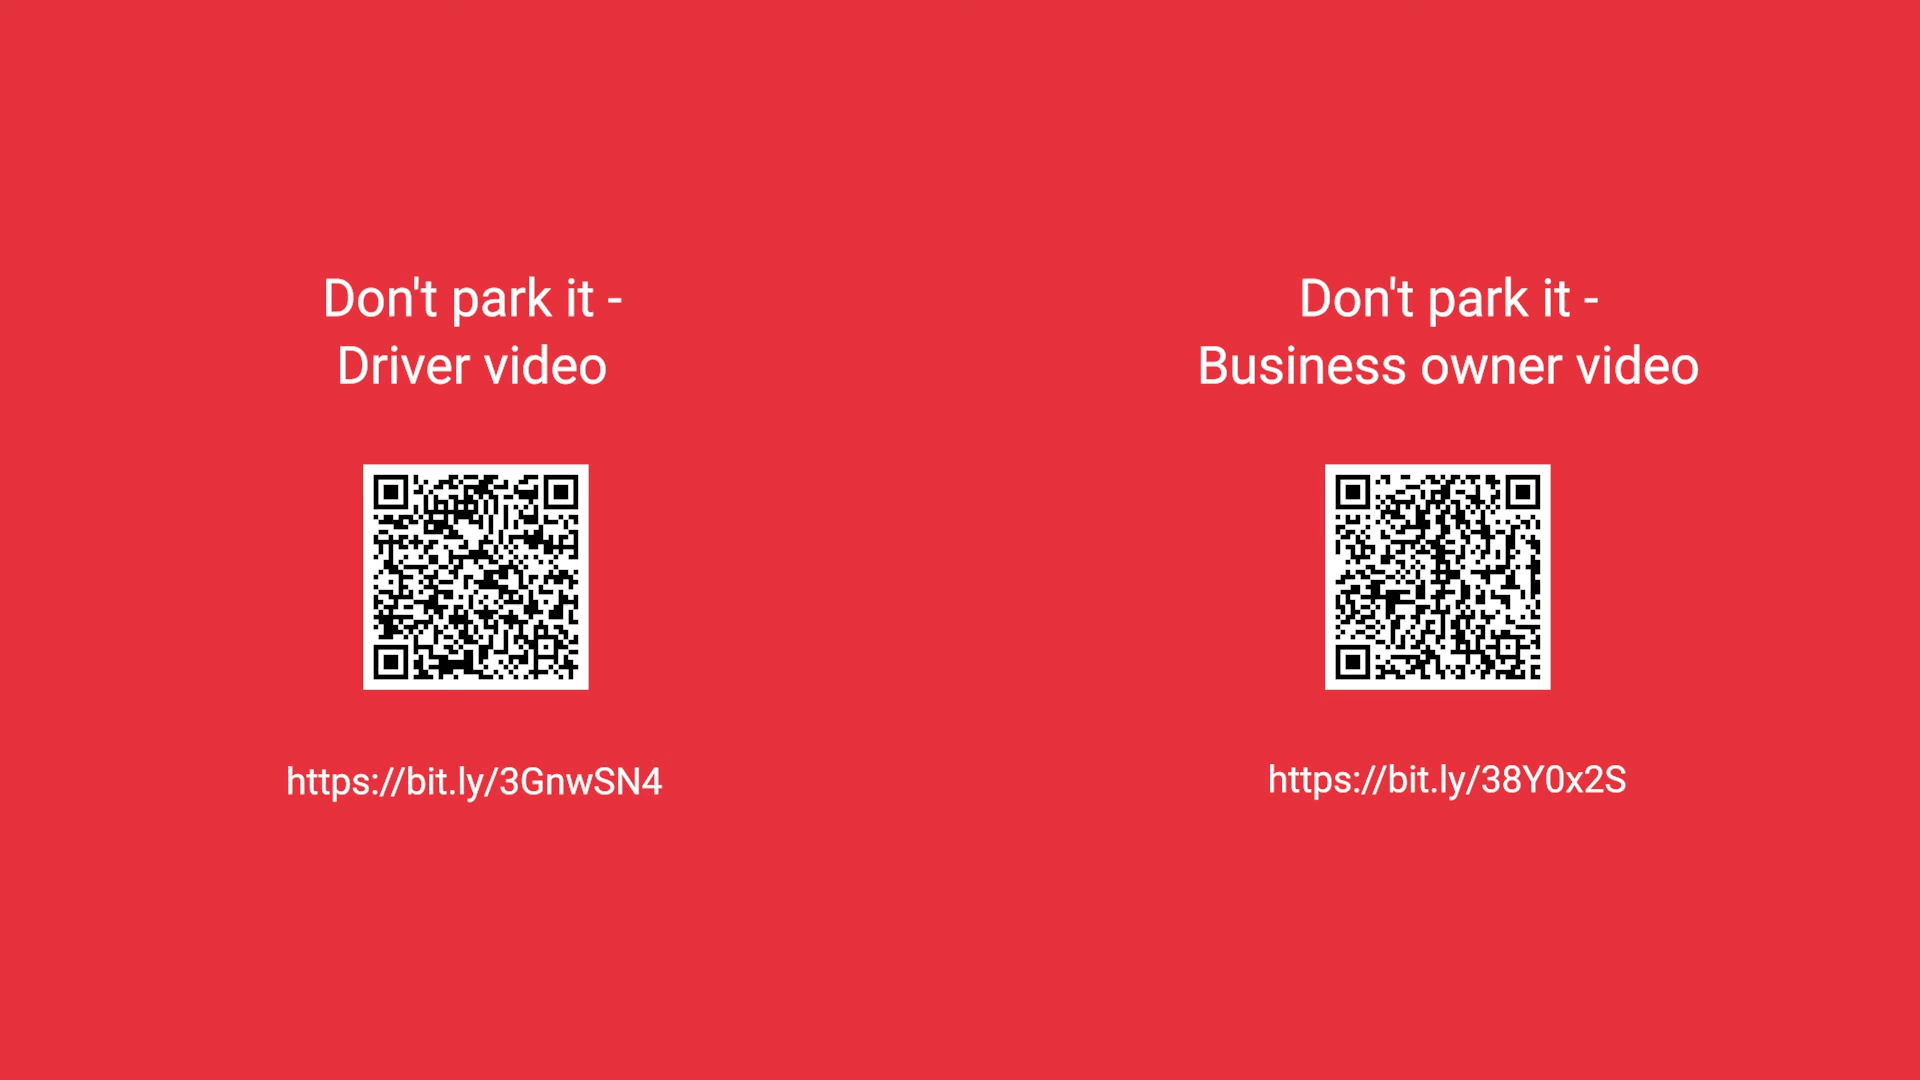 Don't park it -
Driver video
https://bit.ly/3GnwSN4
Don't park it -
Business owner video
https://bit.ly/38Y0x2S